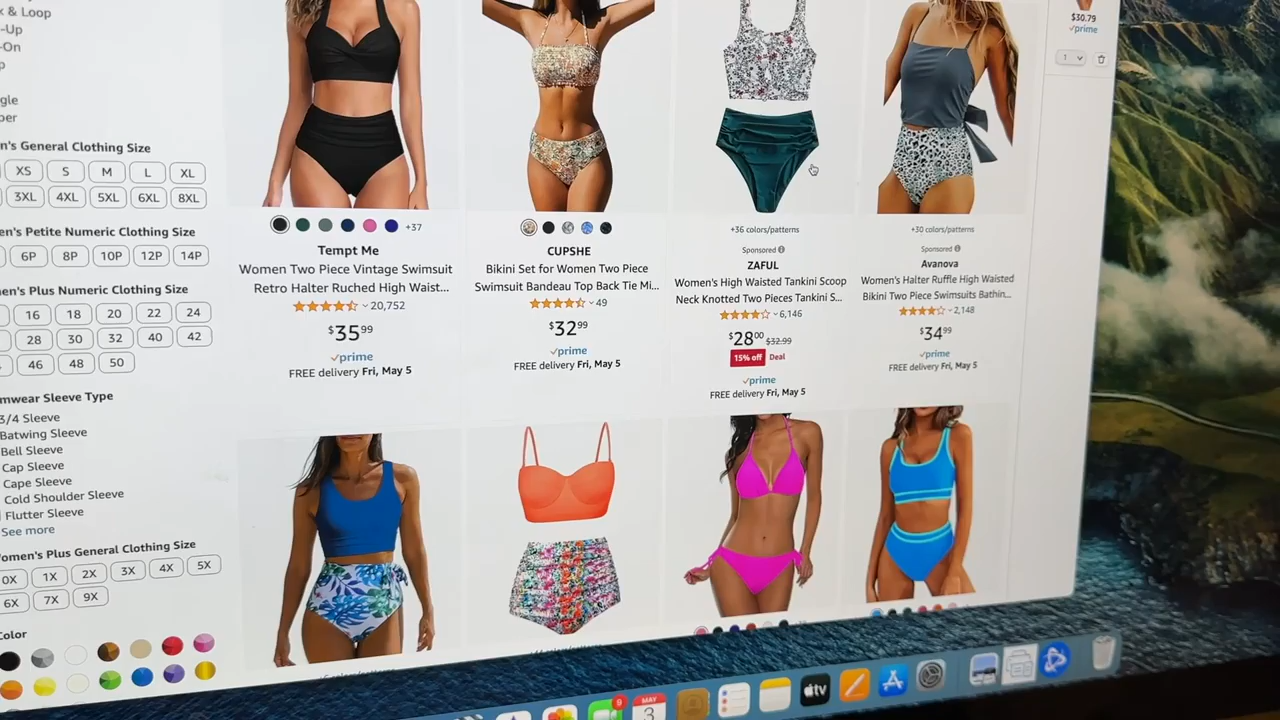 & Loop
-Up
-On
$30.79
prime
1
n's General Clothing Size
XS S M L XL
3XL 4XL 5XL 6XL 8XL
en's Petite Numeric Clothing Size
6P 8P 10P 12P 14P
en's Plus Numeric Clothing Size
16 18 20 22 24
28 30 32 40 42
46 48 50
mwear Sleeve Type
3/4 Sleeve
Batwing Sleeve
Bell Sleeve
Cap Sleeve
Cape Sleeve
Cold Shoulder Sleeve
Flutter Sleeve
See more
omen's Plus General Clothing Size
0X 1X 2X 3X 4X 5X
6X 7X 9X
Color
+37
Tempt Me
Women Two Piece Vintage Swimsuit
Retro Halter Ruched High Waist...
20,752
$35.99
prime
FREE delivery Fri, May 5
CUPSHE
Bikini Set for Women Two Piece
Swimsuit Bandeau Top Back Tie Mi...
49
$32.99
prime
FREE delivery Fri, May 5
+36 colors/patterns
Sponsored
ZAFUL
Women's High Waisted Tankini Scoop
Neck Knotted Two Pieces Tankini S...
6,146
$28.00 $32.99
15% off Deal
prime
FREE delivery Fri, May 5
+30 colors/patterns
Sponsored
Avanova
Women's Halter Ruffle High Waisted
Bikini Two Piece Swimsuits Bathin...
2,148
$34.99
prime
FREE delivery Fri, May 5
9
MAY
3
tv